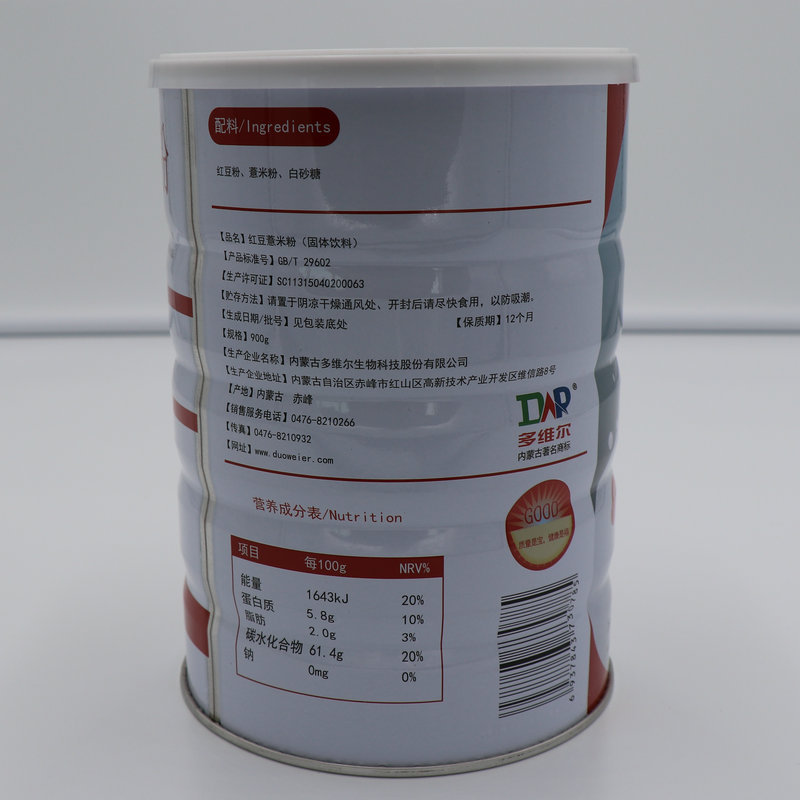 配料/Ingredients
红豆粉、薏米粉、白砂糖
【品名】红豆薏米粉（固体饮料）
【产品标准号】GB/T 29602
【生产许可证】SC11315040200063
【贮存方法】请置于阴凉干燥通风处、开封后请尽快食用，以防吸潮。
【生成日期/批号】见包装底处 【保质期】12个月
【规格】900g
【生产企业名称】内蒙古多维尔生物科技股份有限公司
【生产企业地址】内蒙古自治区赤峰市红山区高新技术产业开发区维信路8号
【产地】内蒙古 赤峰
【销售服务电话】0476-8210266
【传真】0476-8210932
【网址】www.duoweier.com
DAR®
多维尔
内蒙古著名商标
营养成分表/Nutrition
GOOD
质量是宝，健康是福
项目 每100g NRV%
能量 1643kJ 20%
蛋白质 5.8g 10%
脂肪 2.0g 3%
碳水化合物 61.4g 20%
钠 0mg 0%
6937843730785